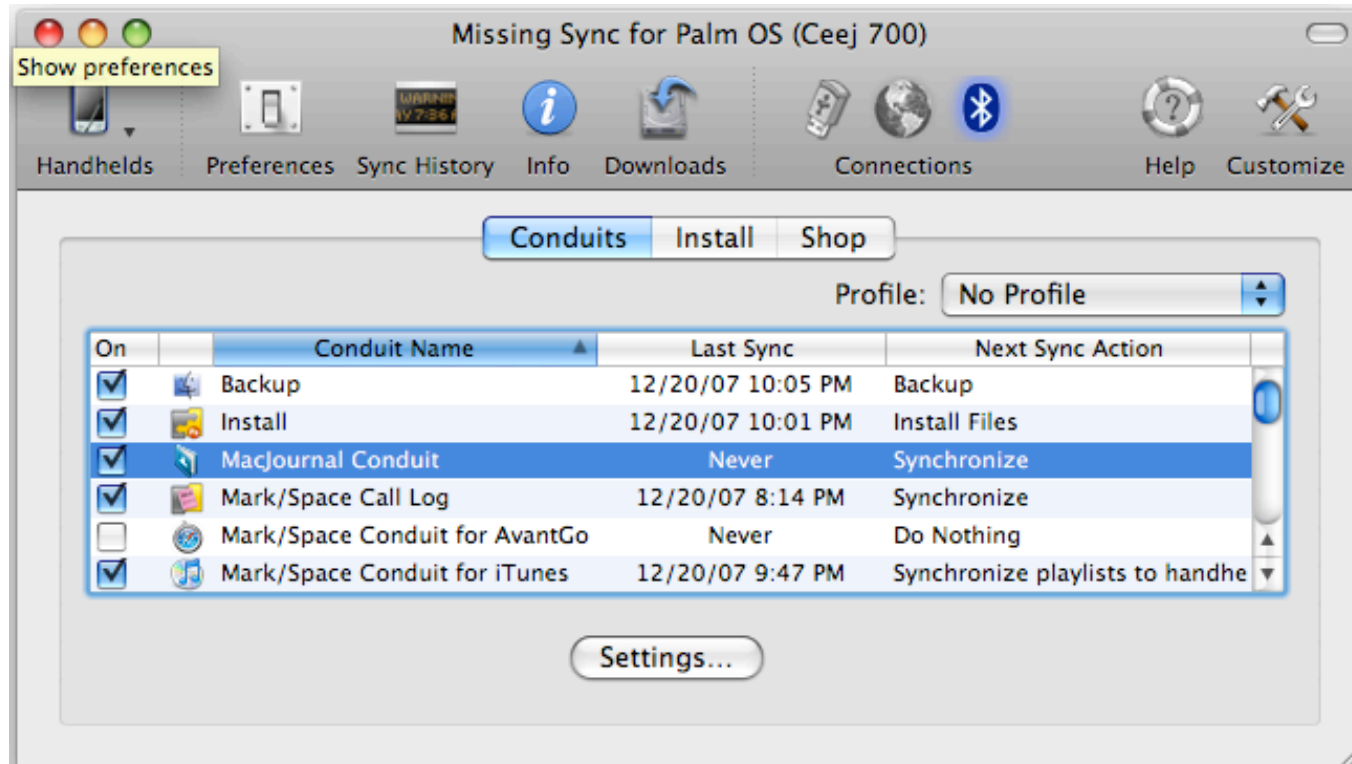 Missing Sync for Palm OS (Ceej 700)
Show preferences
Handhelds Preferences Sync History Info Downloads Connections Help Customize
Conduits Install Shop
Profile: No Profile
On Conduit Name Last Sync Next Sync Action
Backup 12/20/07 10:05 PM Backup
Install 12/20/07 10:01 PM Install Files
MacJournal Conduit Never Synchronize
Mark/Space Call Log 12/20/07 8:14 PM Synchronize
Mark/Space Conduit for AvantGo Never Do Nothing
Mark/Space Conduit for iTunes 12/20/07 9:47 PM Synchronize playlists to handhe
Settings...